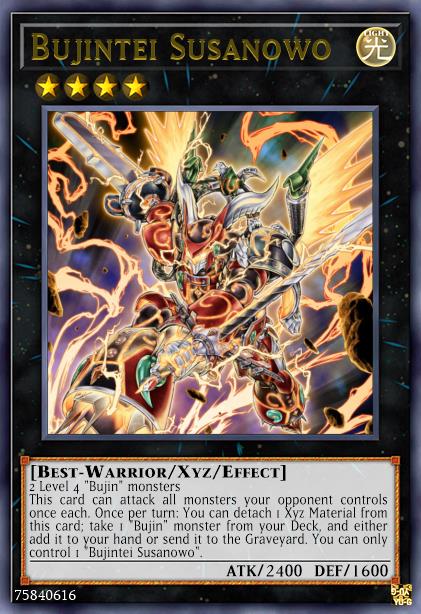 Bujintei Susanowo
LIGHT
光
[Best-Warrior/Xyz/Effect]
2 Level 4 "Bujin" monsters
This card can attack all monsters your opponent controls
once each. Once per turn: You can detach 1 Xyz Material from
this card; take 1 "Bujin" monster from your Deck, and either
add it to your hand or send it to the Graveyard. You can only
control 1 "Bujintei Susanowo".
ATK/2400 DEF/1600
75840616